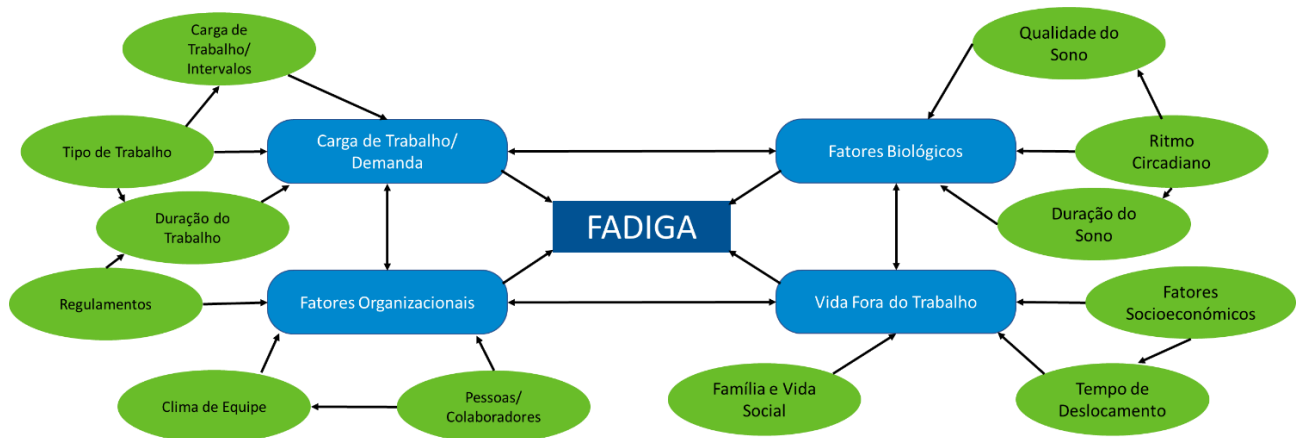 Carga de
Trabalho/
Intervalos
Qualidade do
Sono
Tipo de Trabalho
Carga de Trabalho/
Demanda
Fatores Biológicos
Ritmo
Circadiano
Duração do
Trabalho
FADIGA
Duração do
Sono
Regulamentos
Fatores Organizacionais
Vida Fora do Trabalho
Fatores
Socioeconómicos
Clima de Equipe
Pessoas/
Colaboradores
Família e Vida
Social
Tempo de
Deslocamento